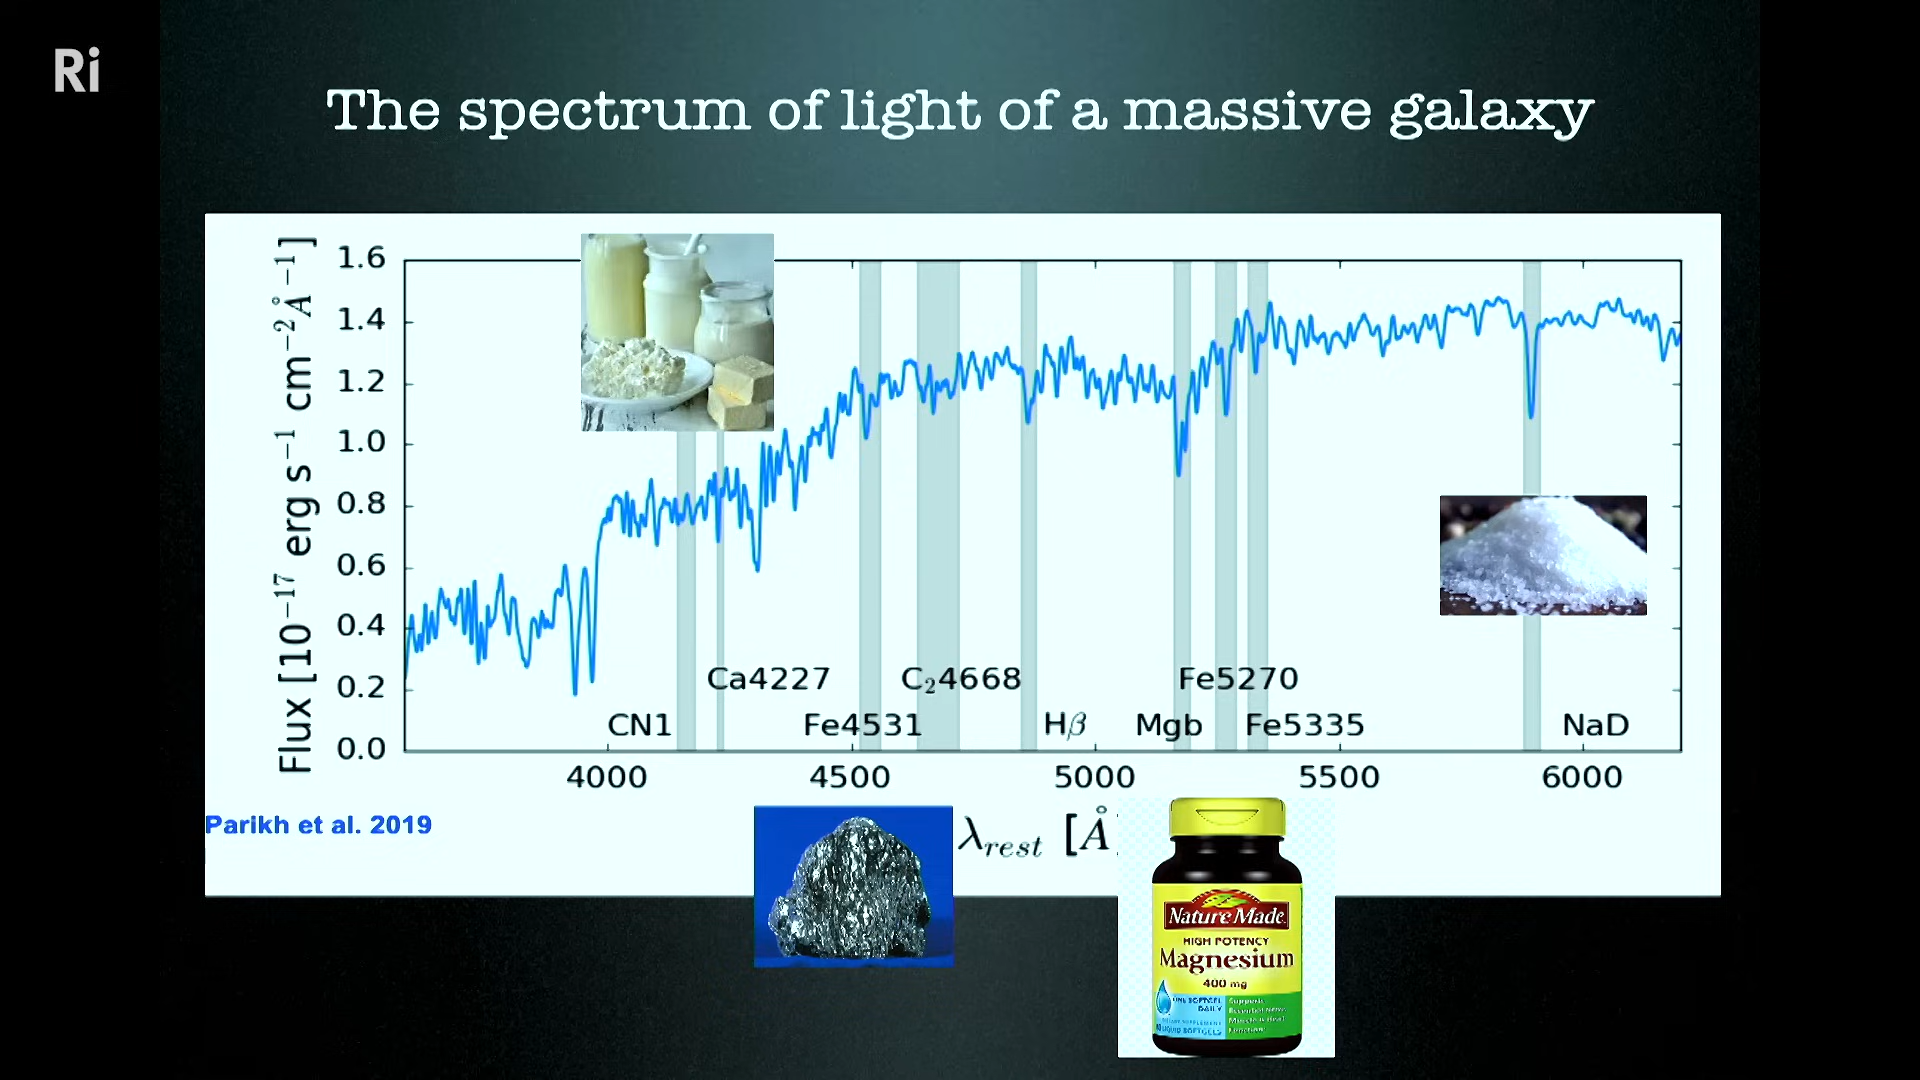 Ri
The spectrum of light of a massive galaxy
Flux [10⁻¹⁷ erg s⁻¹ cm⁻²Å⁻¹]
1.6
1.4
1.2
1.0
0.8
0.6
0.4
0.2
0.0
Ca4227 C₂4668 Fe5270
CN1 Fe4531 Hβ Mgb Fe5335 NaD
4000 4500 5000 5500 6000
λrest [Å
Parikh et al. 2019
Nature Made
HIGH POTENCY
Magnesium
400 mg
DAILY
Supports